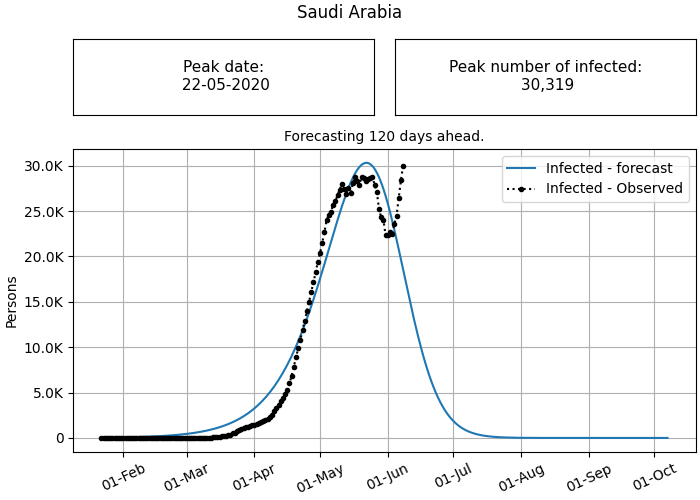 Saudi Arabia
Peak date:
22-05-2020
Peak number of infected:
30,319
Forecasting 120 days ahead.
Infected - forecast
Infected - Observed
Persons
30.0K
25.0K
20.0K
15.0K
10.0K
5.0K
0
01-Feb
01-Mar
01-Apr
01-May
01-Jun
01-Jul
01-Aug
01-Sep
01-Oct